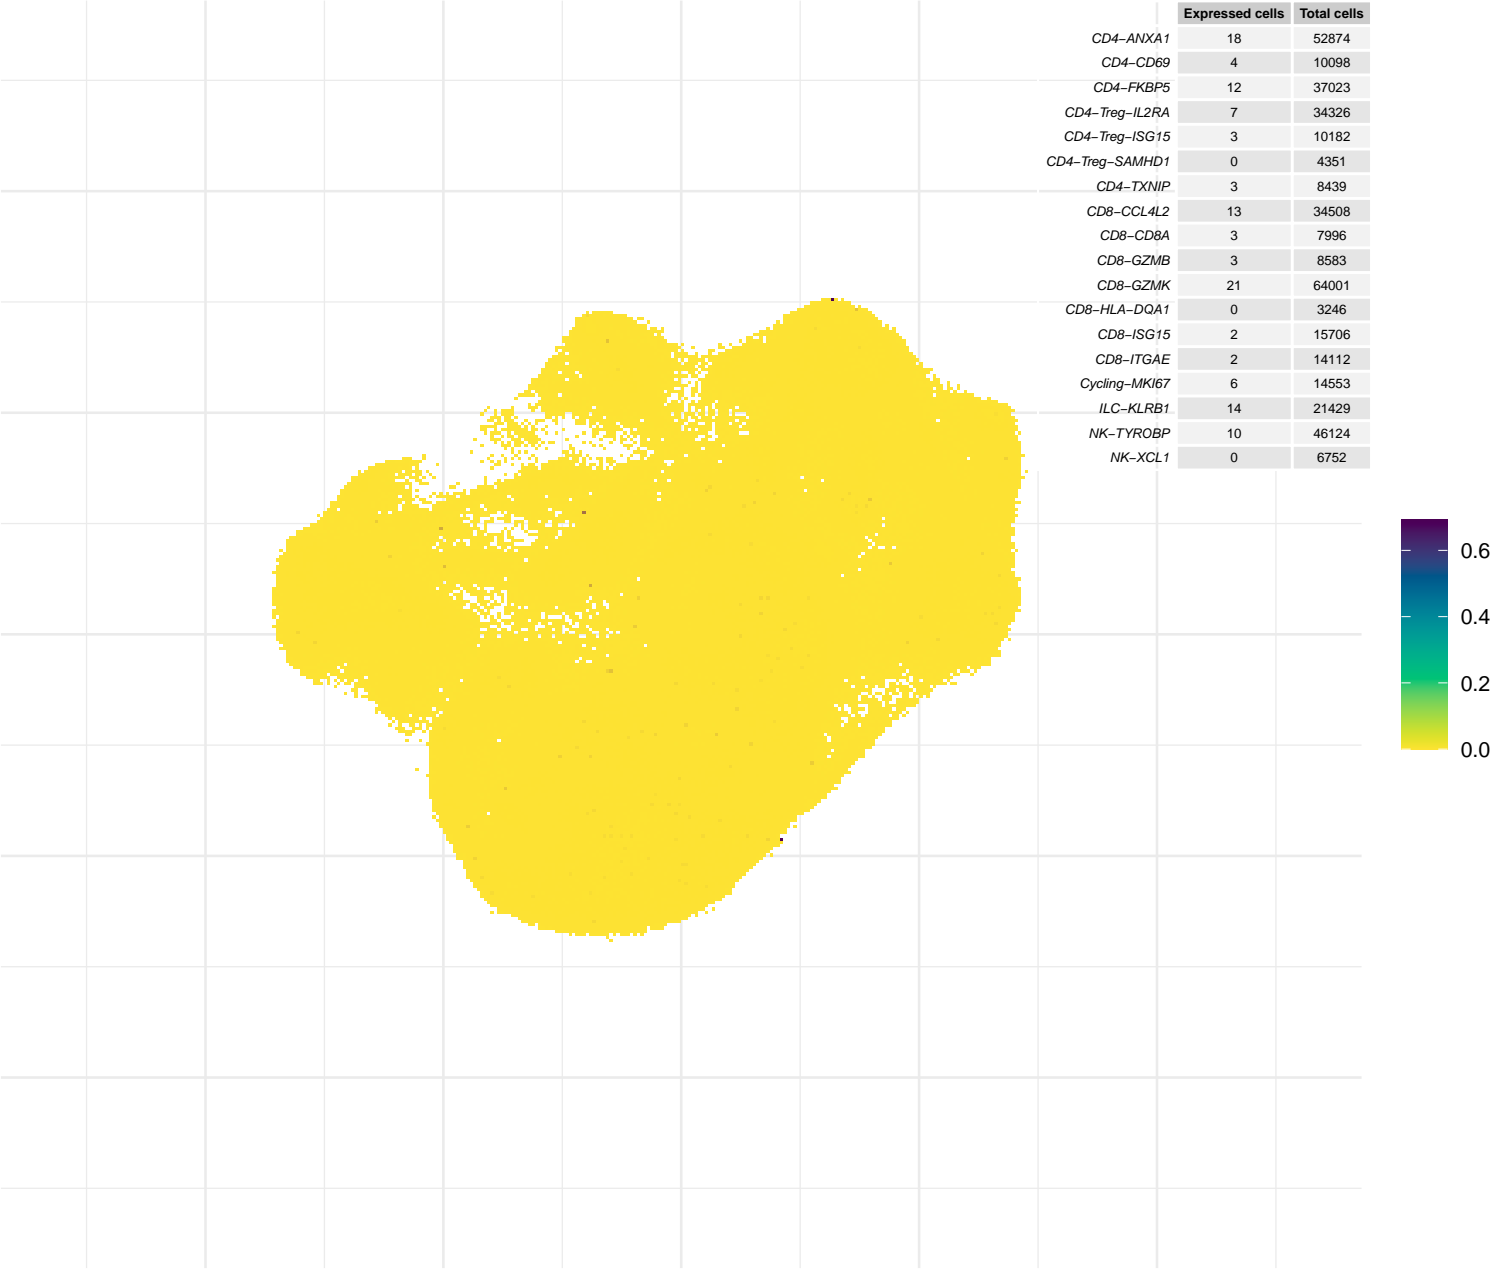 Expressed cells Total cells
CD4−ANXA1 18 52874
CD4−CD69 4 10098
CD4−FKBP5 12 37023
CD4−Treg−IL2RA 7 34326
CD4−Treg−ISG15 3 10182
CD4−Treg−SAMHD1 0 4351
CD4−TXNIP 3 8439
CD8−CCL4L2 13 34508
CD8−CD8A 3 7996
CD8−GZMB 3 8583
CD8−GZMK 21 64001
CD8−HLA−DQA1 0 3246
CD8−ISG15 2 15706
CD8−ITGAE 2 14112
Cycling−MKI67 6 14553
ILC−KLRB1 14 21429
NK−TYROBP 10 46124
NK−XCL1 0 6752
0.6
0.4
0.2
0.0